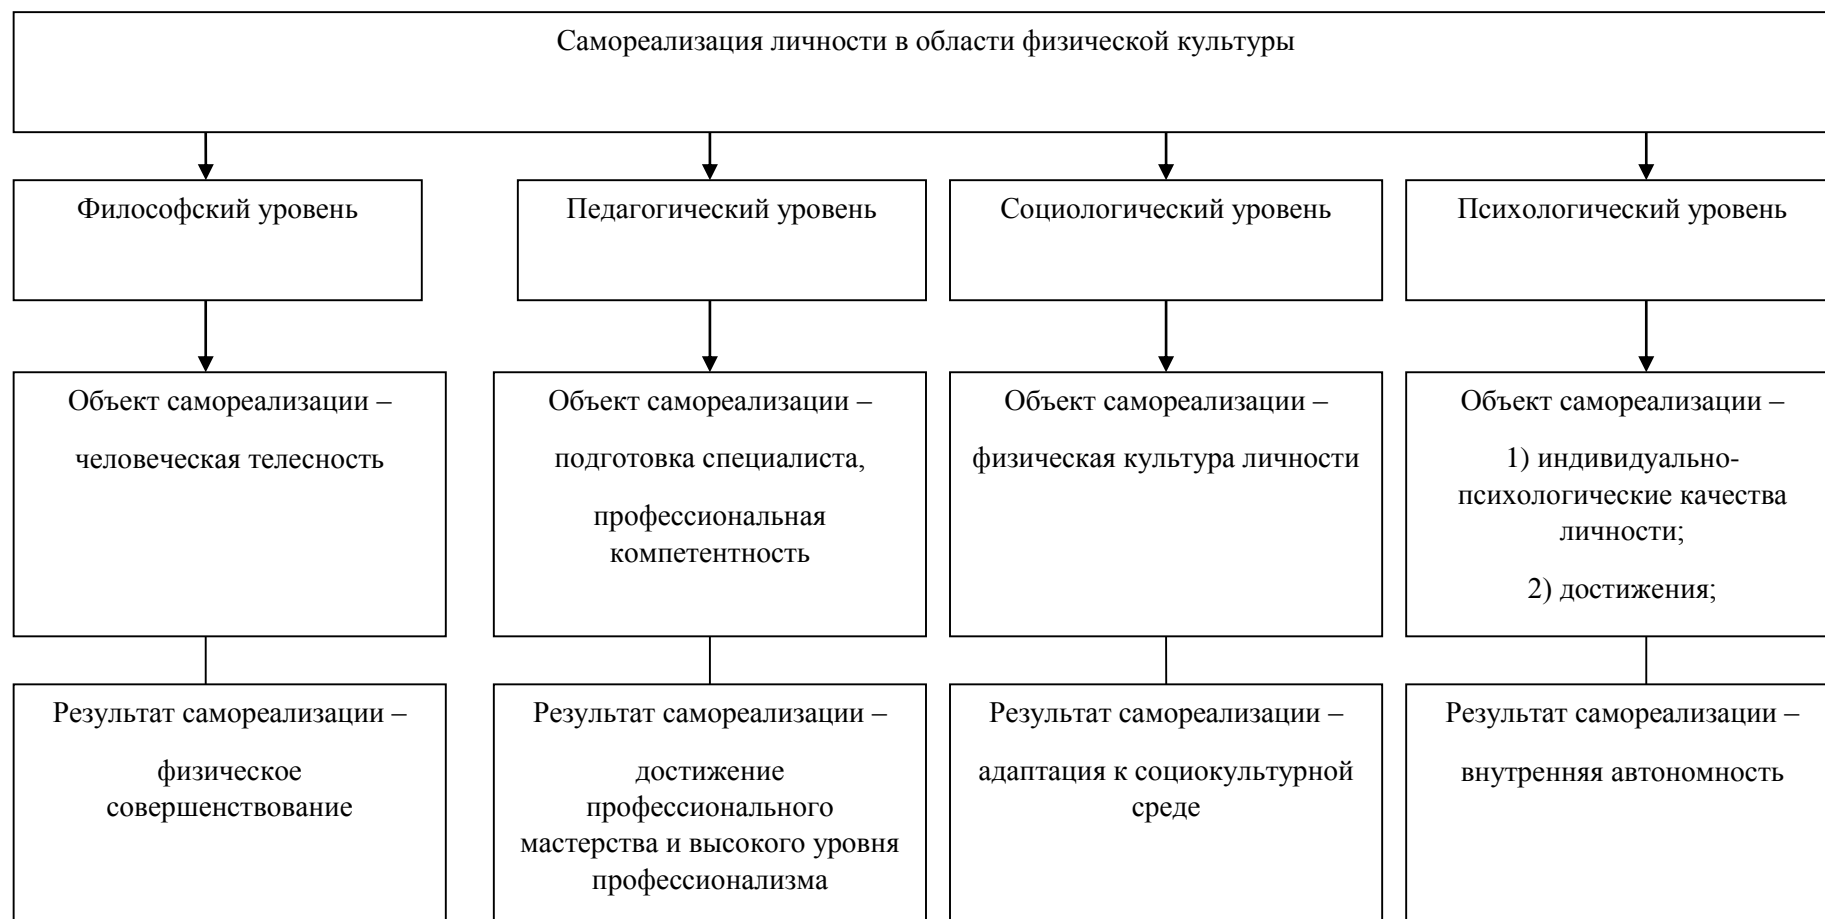 Самореализация личности в области физической культуры
Философский уровень
Педагогический уровень
Социологический уровень
Психологический уровень
Объект самореализации –
человеческая телесность
Объект самореализации –
подготовка специалиста,
профессиональная
компетентность
Объект самореализации –
физическая культура личности
Объект самореализации –
1) индивидуально-
психологические качества
личности;
2) достижения;
Результат самореализации –
физическое
совершенствование
Результат самореализации –
достижение
профессионального
мастерства и высокого уровня
профессионализма
Результат самореализации –
адаптация к социокультурной
среде
Результат самореализации –
внутренняя автономность